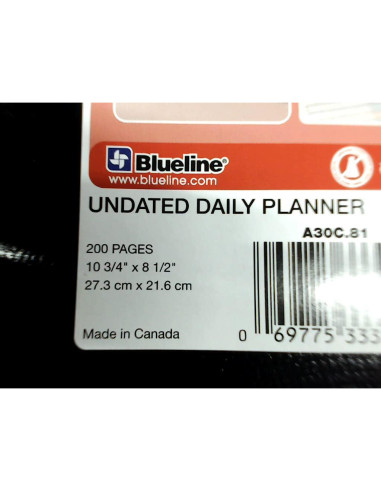 Blueline®
www.blueline.com
UNDATED DAILY PLANNER
A30C.81
200 PAGES
10 3/4" x 8 1/2"
27.3 cm x 21.6 cm
Made in Canada
0 69775 333